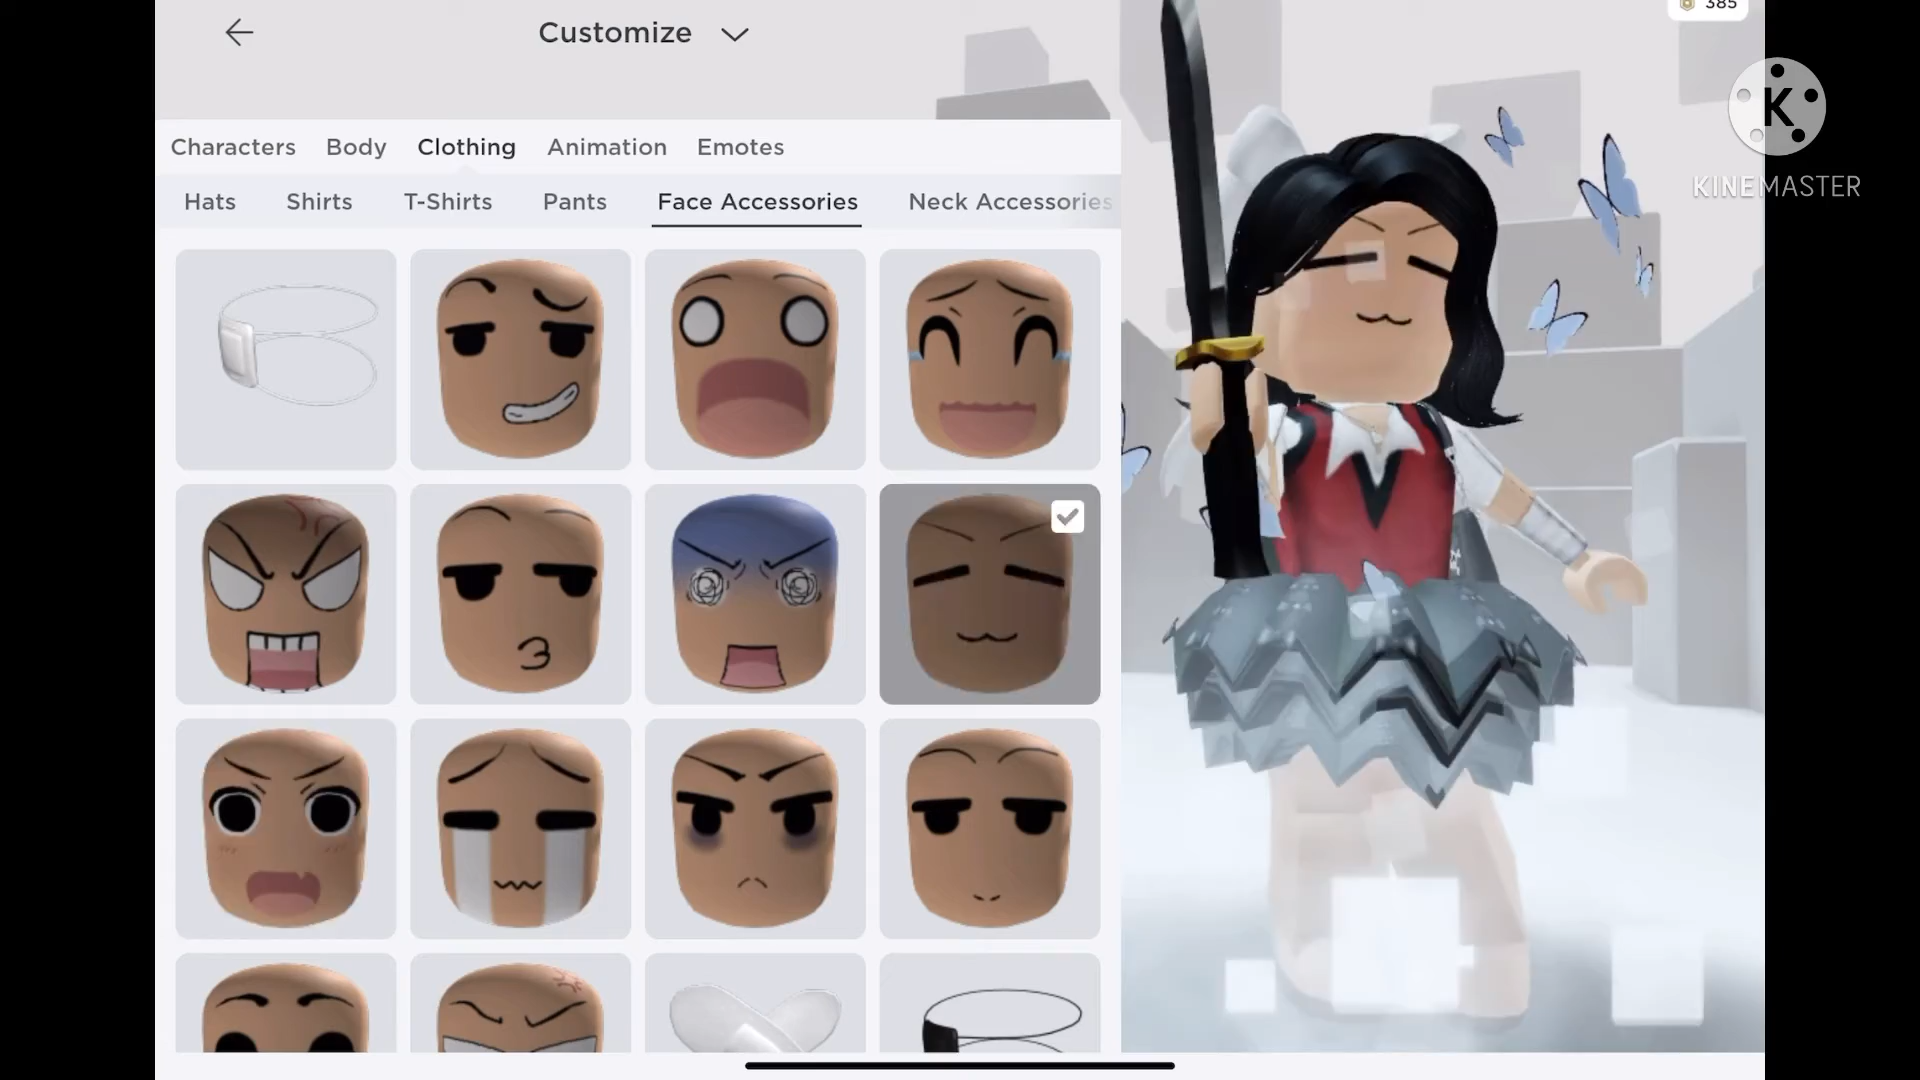 385
Customize
K
KINEMASTER
Characters Body Clothing Animation Emotes
Hats Shirts T-Shirts Pants Face Accessories Neck Accessories